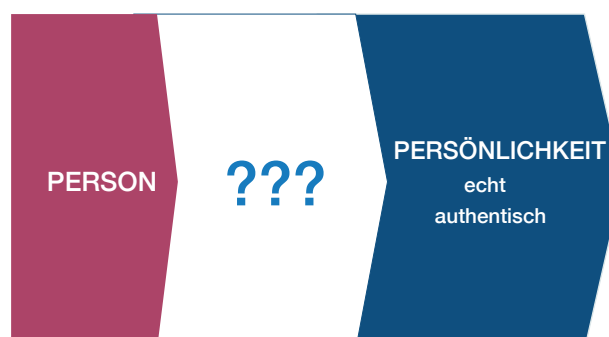 PERSON
???
PERSÖNLICHKEIT
echt
authentisch